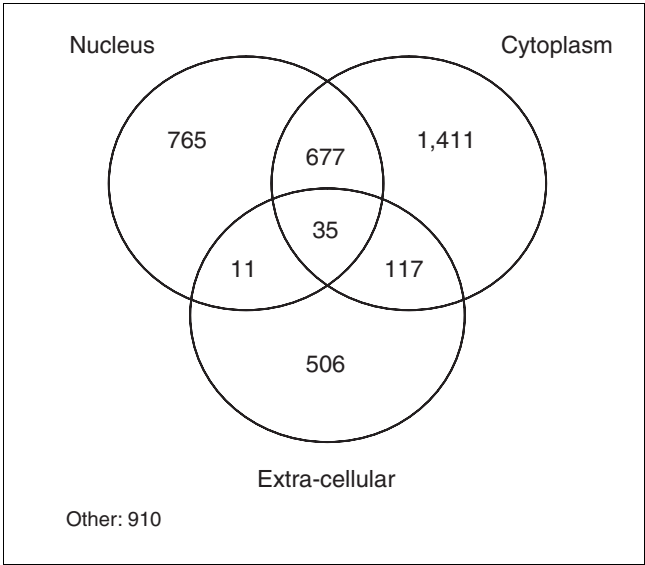 Nucleus
Cytoplasm
765
677
1,411
35
11
117
506
Extra-cellular
Other: 910